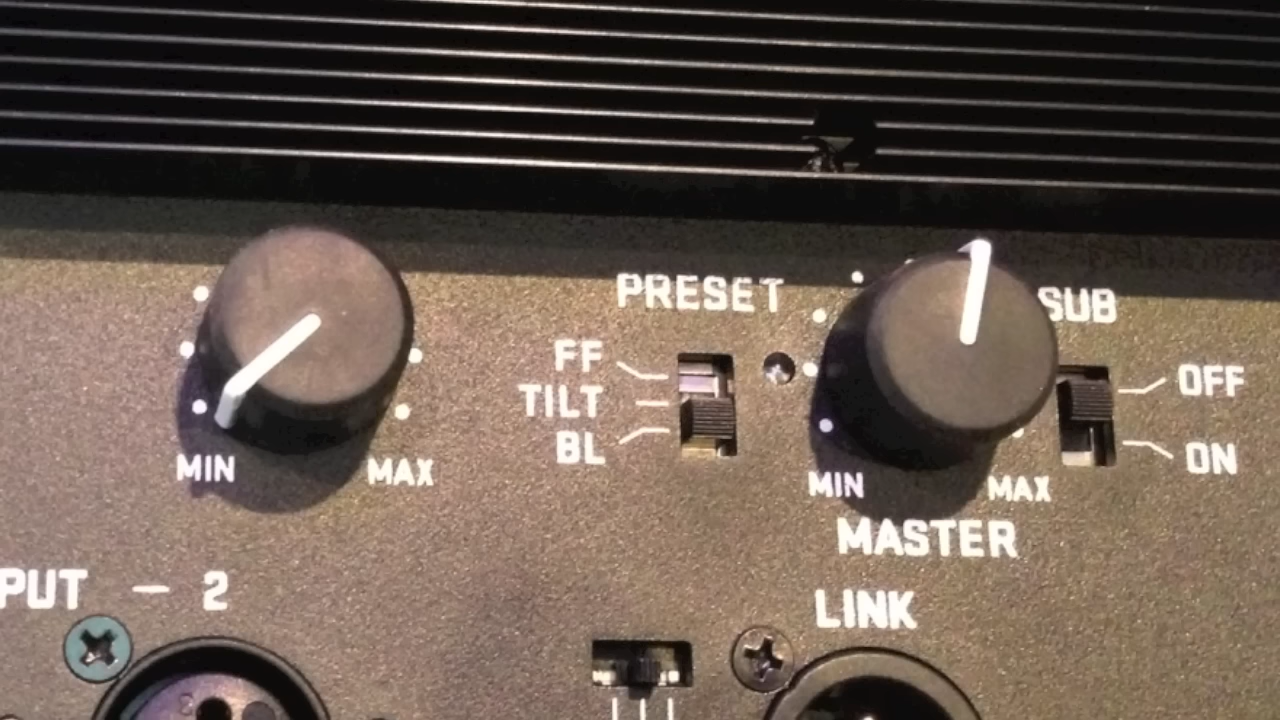 PRESET
SUB
FF
TILT
BL
OFF
ON
MIN
MAX
MIN
MAX
MASTER
PUT - 2
LINK